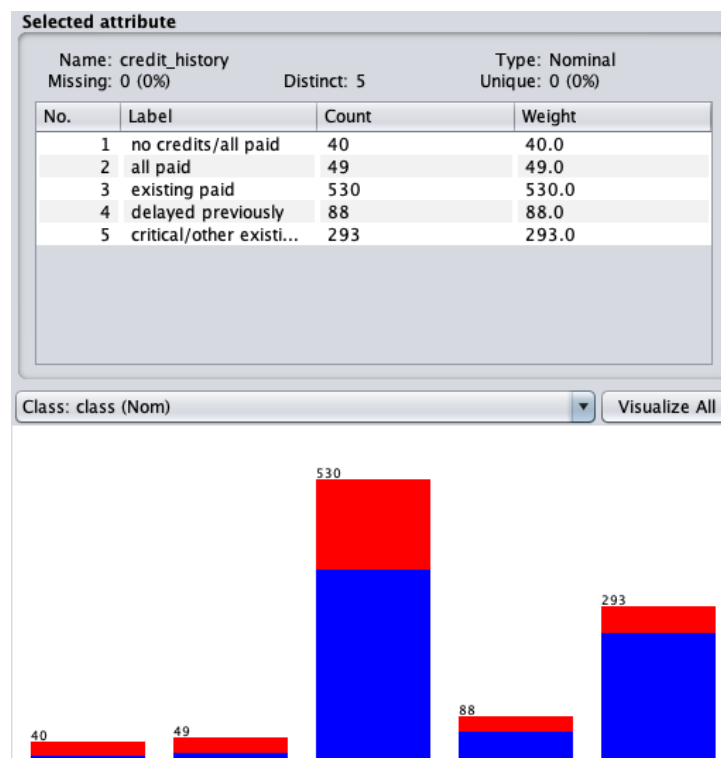 Selected attribute
Name: credit_history Type: Nominal
Missing: 0 (0%) Distinct: 5 Unique: 0 (0%)
No. Label Count Weight
1 no credits/all paid 40 40.0
2 all paid 49 49.0
3 existing paid 530 530.0
4 delayed previously 88 88.0
5 critical/other existi... 293 293.0
Class: class (Nom) Visualize All
530
293
88
49
40